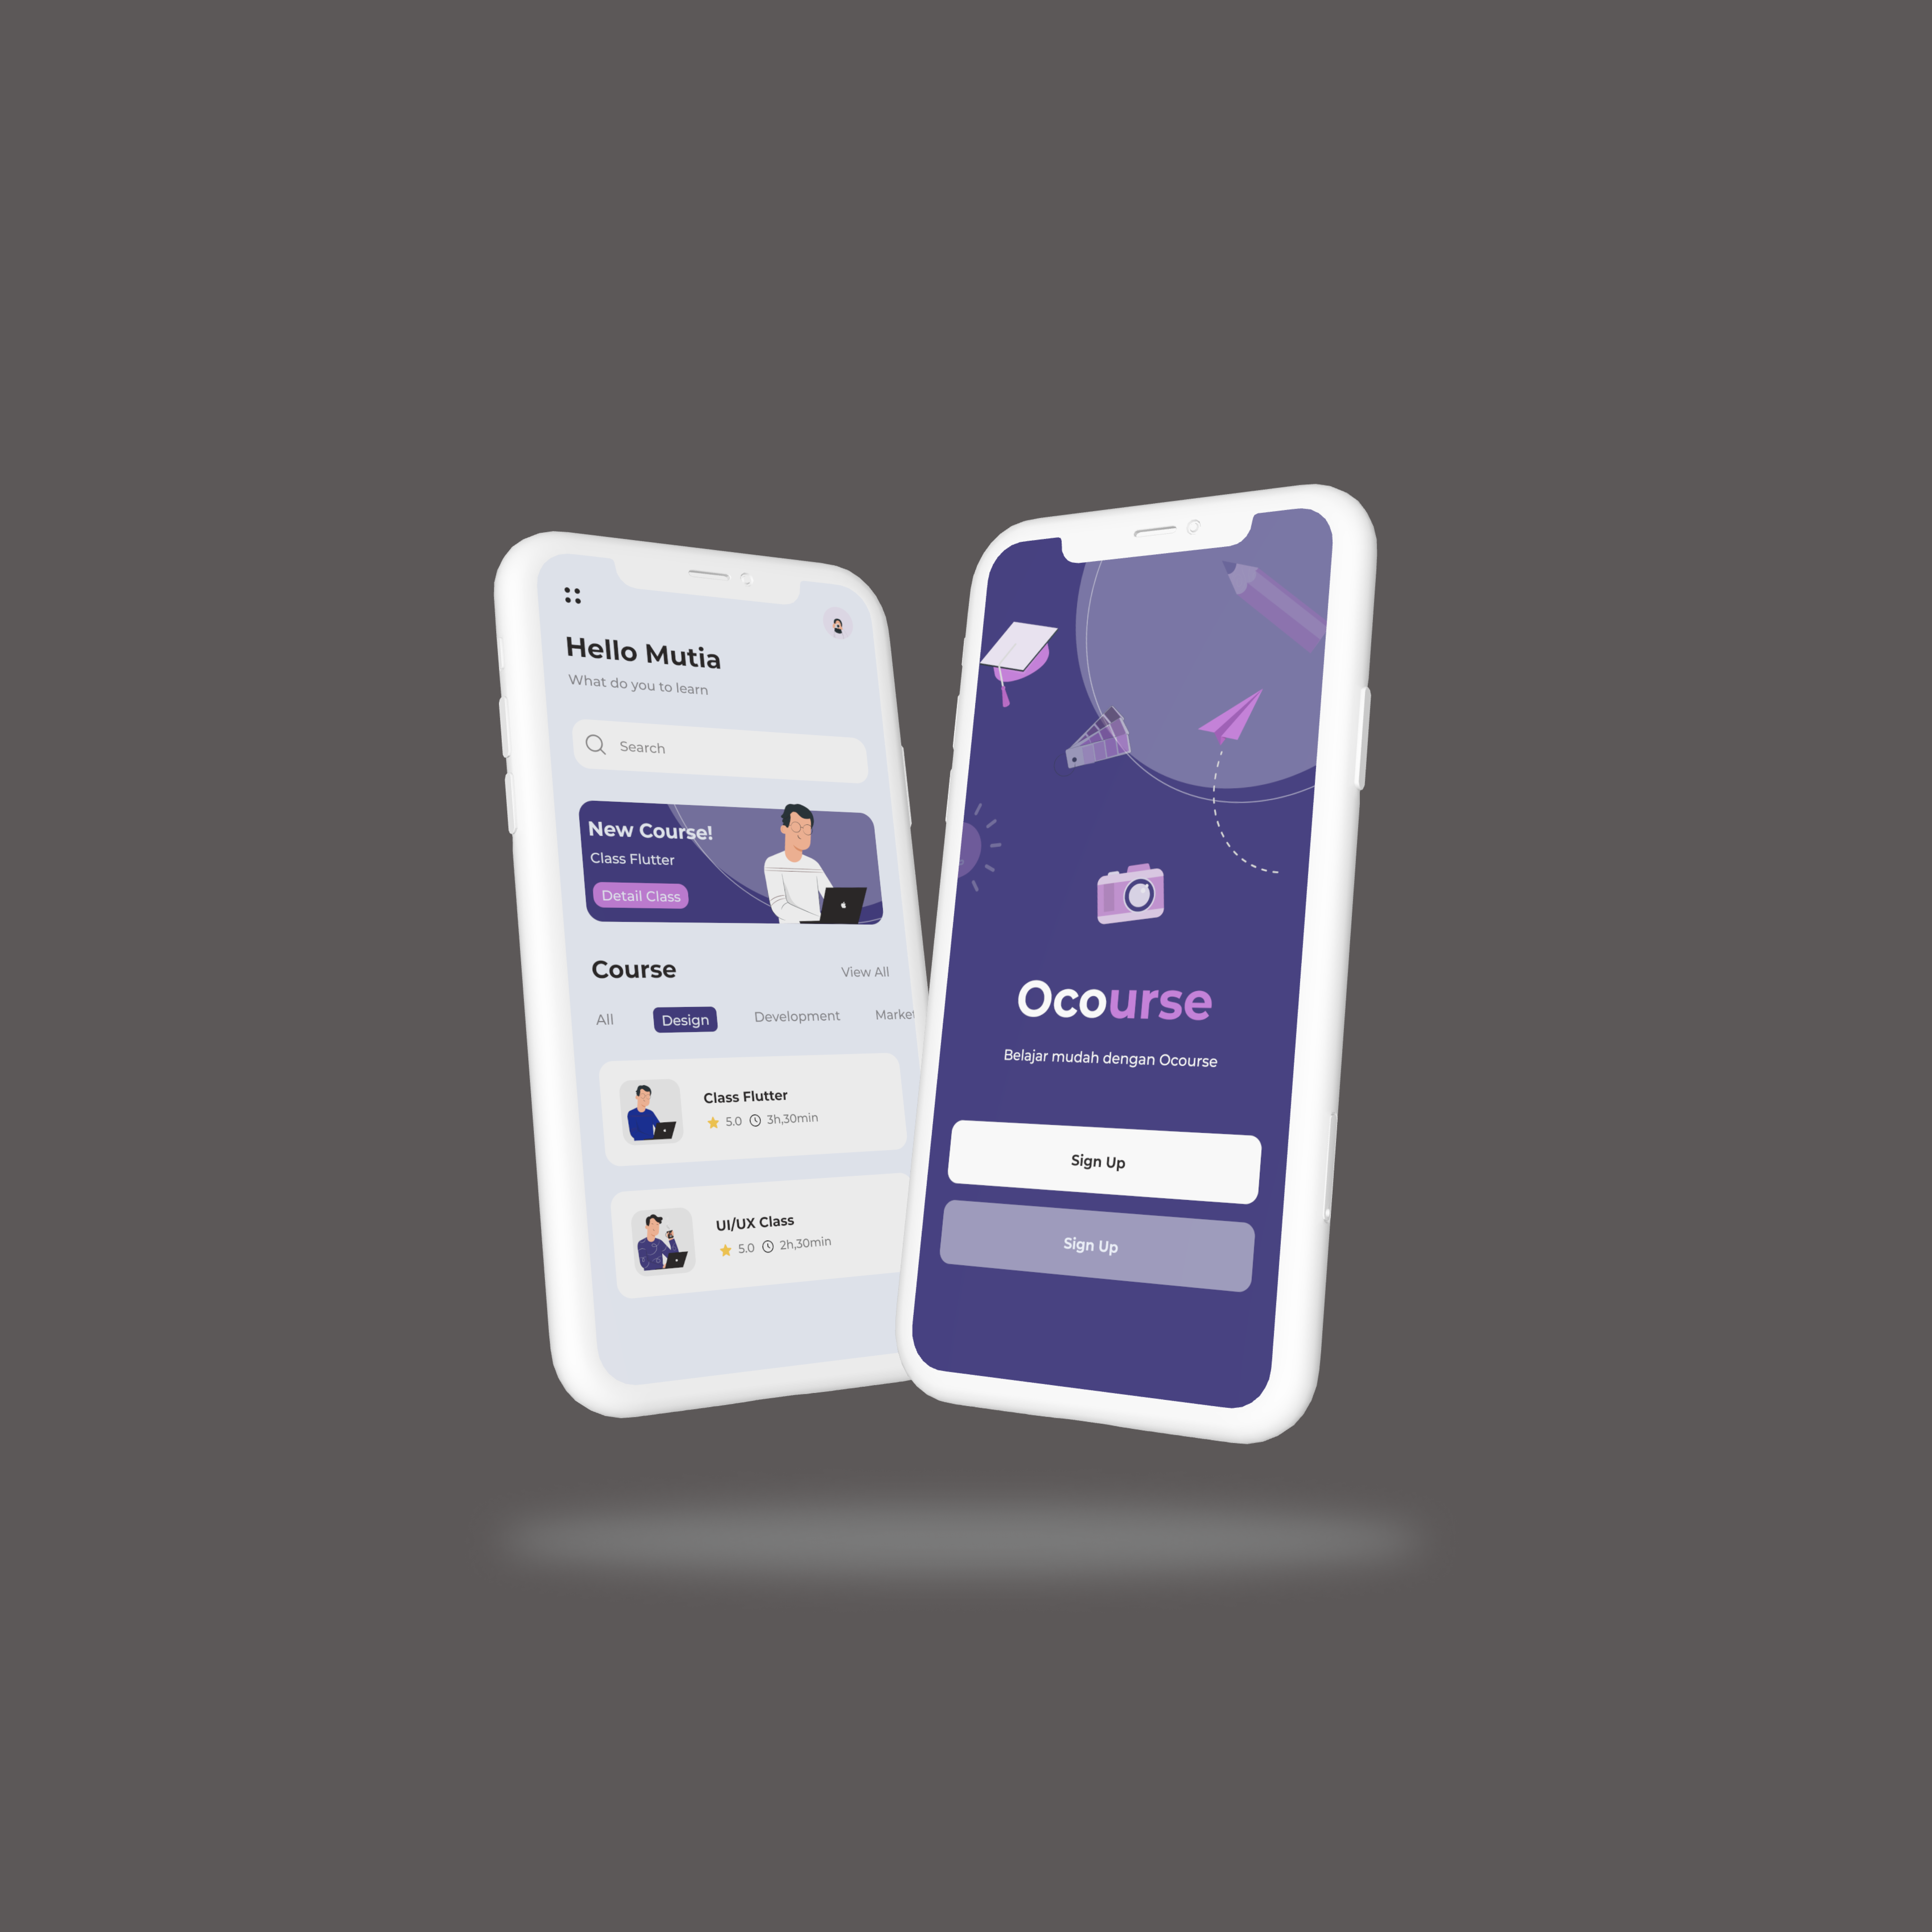 Hello Mutia
What do you to learn
Search
New Course!
Class Flutter
Detail Class
Course
View All
All
Design
Development
Market
Class Flutter
5.0
3h,30min
UI/UX Class
5.0
2h,30min
Ocourse
Belajar mudah dengan Ocourse
Sign Up
Sign Up